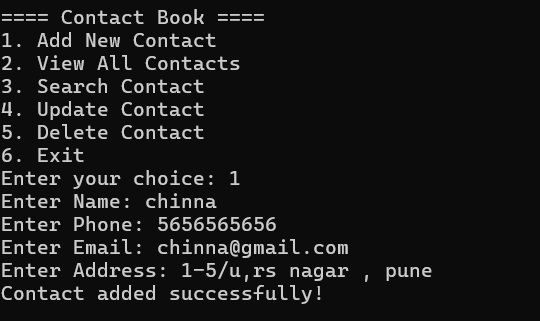 ==== Contact Book ====
1. Add New Contact
2. View All Contacts
3. Search Contact
4. Update Contact
5. Delete Contact
6. Exit
Enter your choice: 1
Enter Name: chinna
Enter Phone: 5656565656
Enter Email: chinna@gmail.com
Enter Address: 1-5/u,rs nagar , pune
Contact added successfully!